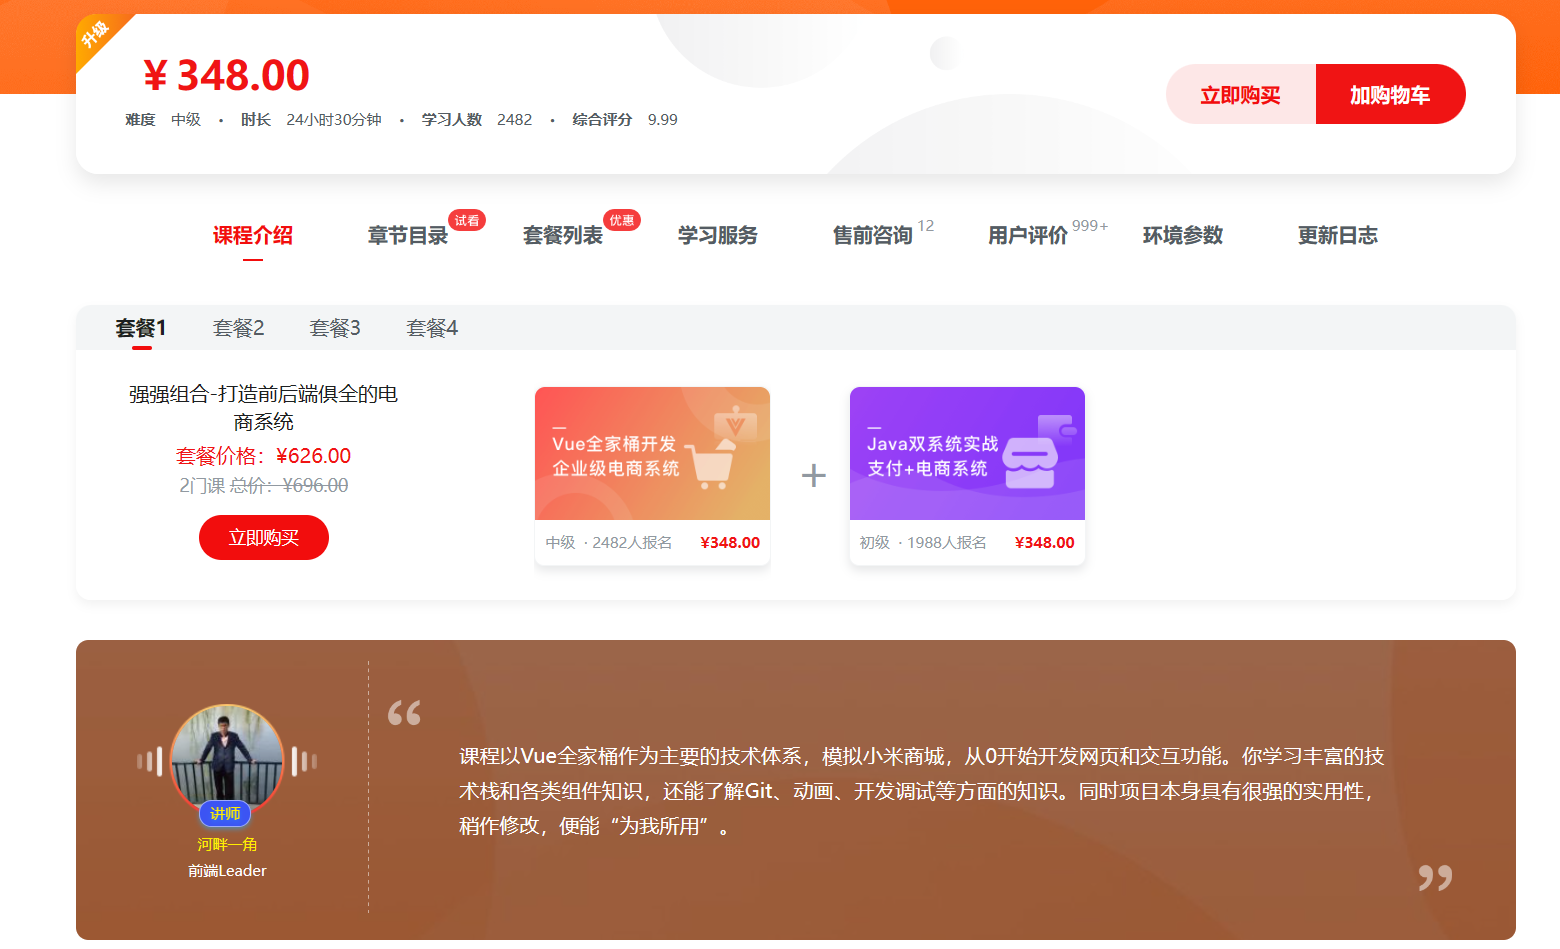 升级
¥ 348.00
难度 中级 · 时长 24小时30分钟 · 学习人数 2482 · 综合评分 9.99
立即购买 加购物车
课程介绍 章节目录 试看 套餐列表 优惠 学习服务 售前咨询 12 用户评价 999+ 环境参数 更新日志
套餐1 套餐2 套餐3 套餐4
强强组合-打造前后端俱全的电
商系统
套餐价格：¥626.00
2门课 总价：¥696.00
立即购买
Vue全家桶开发
企业级电商系统
中级 · 2482人报名 ¥348.00
+
Java双系统实战
支付+电商系统
初级 · 1988人报名 ¥348.00
讲师
河畔一角
前端Leader
“
课程以Vue全家桶作为主要的技术体系，模拟小米商城，从0开始开发网页和交互功能。你学习丰富的技
术栈和各类组件知识，还能了解Git、动画、开发调试等方面的知识。同时项目本身具有很强的实用性，
稍作修改，便能“为我所用”。
”